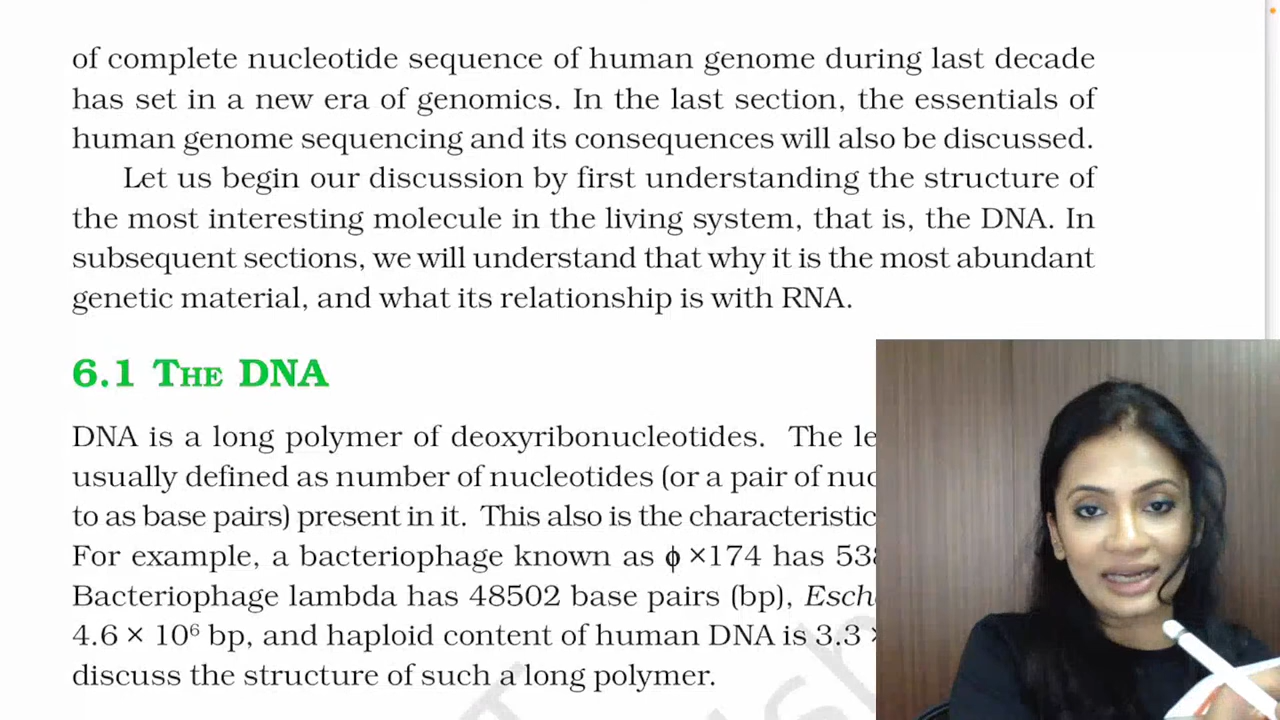 of complete nucleotide sequence of human genome during last decade
has set in a new era of genomics. In the last section, the essentials of
human genome sequencing and its consequences will also be discussed.
Let us begin our discussion by first understanding the structure of
the most interesting molecule in the living system, that is, the DNA. In
subsequent sections, we will understand that why it is the most abundant
genetic material, and what its relationship is with RNA.
6.1 THE DNA
DNA is a long polymer of deoxyribonucleotides. The
usually defined as number of nucleotides (or a pair of
to as base pairs) present in it. This also is the characteristic
For example, a bacteriophage known as ϕ ×174 has
Bacteriophage lambda has 48502 base pairs (bp),
4.6 × 10⁶ bp, and haploid content of human DNA is 3.3
discuss the structure of such a long polymer.